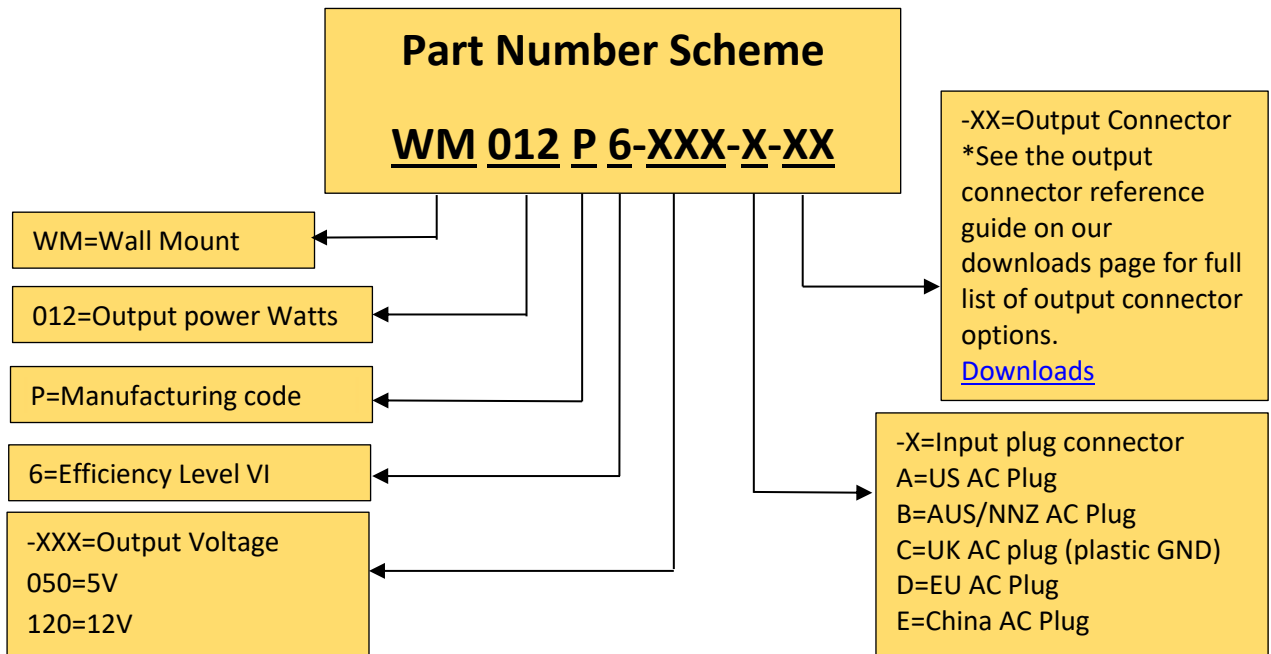 Part Number Scheme
WM 012 P 6-XXX-X-XX
WM=Wall Mount
012=Output power Watts
P=Manufacturing code
6=Efficiency Level VI
-XXX=Output Voltage
050=5V
120=12V
-XX=Output Connector
*See the output
connector reference
guide on our
downloads page for full
list of output connector
options.
Downloads
-X=Input plug connector
A=US AC Plug
B=AUS/NNZ AC Plug
C=UK AC plug (plastic GND)
D=EU AC Plug
E=China AC Plug